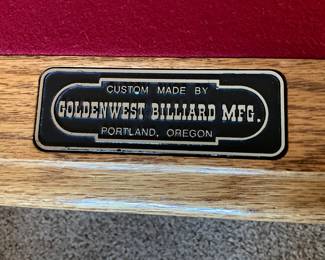 CUSTOM MADE BY
GOLDENWEST BILLIARD MFG.
PORTLAND, OREGON